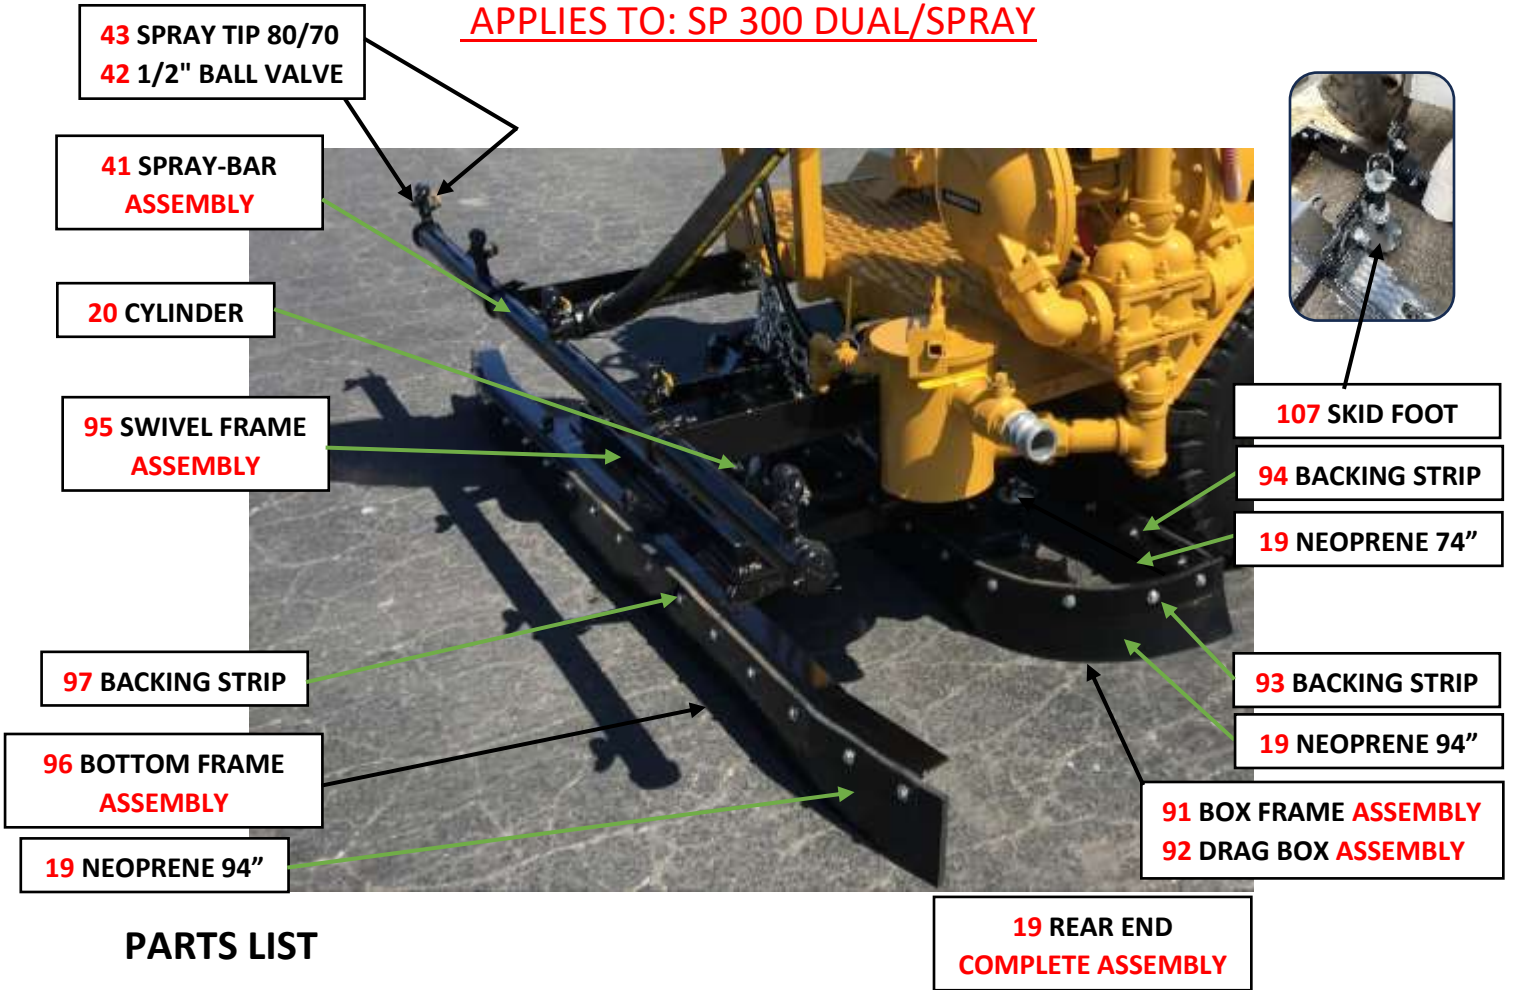 APPLIES TO: SP 300 DUAL/SPRAY
43 SPRAY TIP 80/70
42 1/2" BALL VALVE
41 SPRAY-BAR
ASSEMBLY
20 CYLINDER
95 SWIVEL FRAME
ASSEMBLY
97 BACKING STRIP
96 BOTTOM FRAME
ASSEMBLY
19 NEOPRENE 94”
107 SKID FOOT
94 BACKING STRIP
19 NEOPRENE 74”
93 BACKING STRIP
19 NEOPRENE 94”
91 BOX FRAME ASSEMBLY
92 DRAG BOX ASSEMBLY
19 REAR END
COMPLETE ASSEMBLY
PARTS LIST